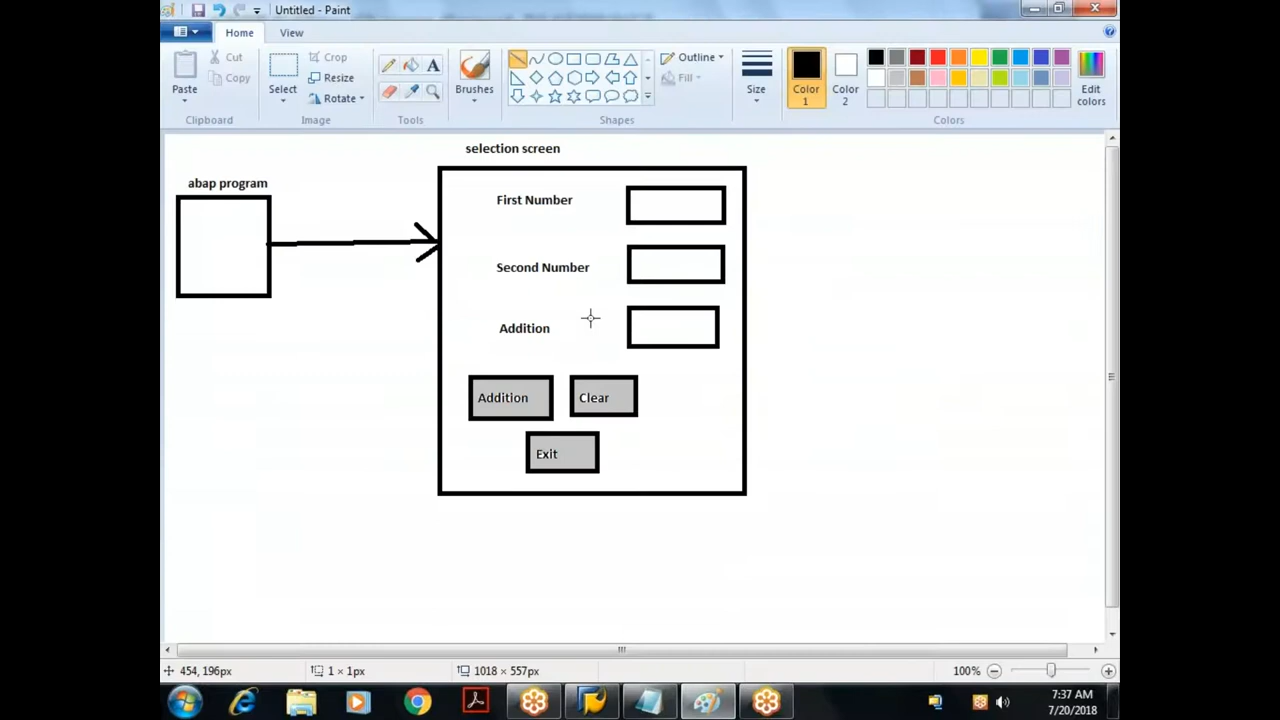 Untitled - Paint
Home View
Paste
Cut
Copy
Clipboard
Select
Crop
Resize
Rotate
Image
A
Tools
Brushes
Shapes
Outline
Fill
Size
Color 1
Color 2
Edit colors
Colors
selection screen
abap program
First Number
Second Number
Addition
Addition Clear
Exit
454, 196px 1 × 1px 1018 × 557px 100%
7:37 AM
7/20/2018